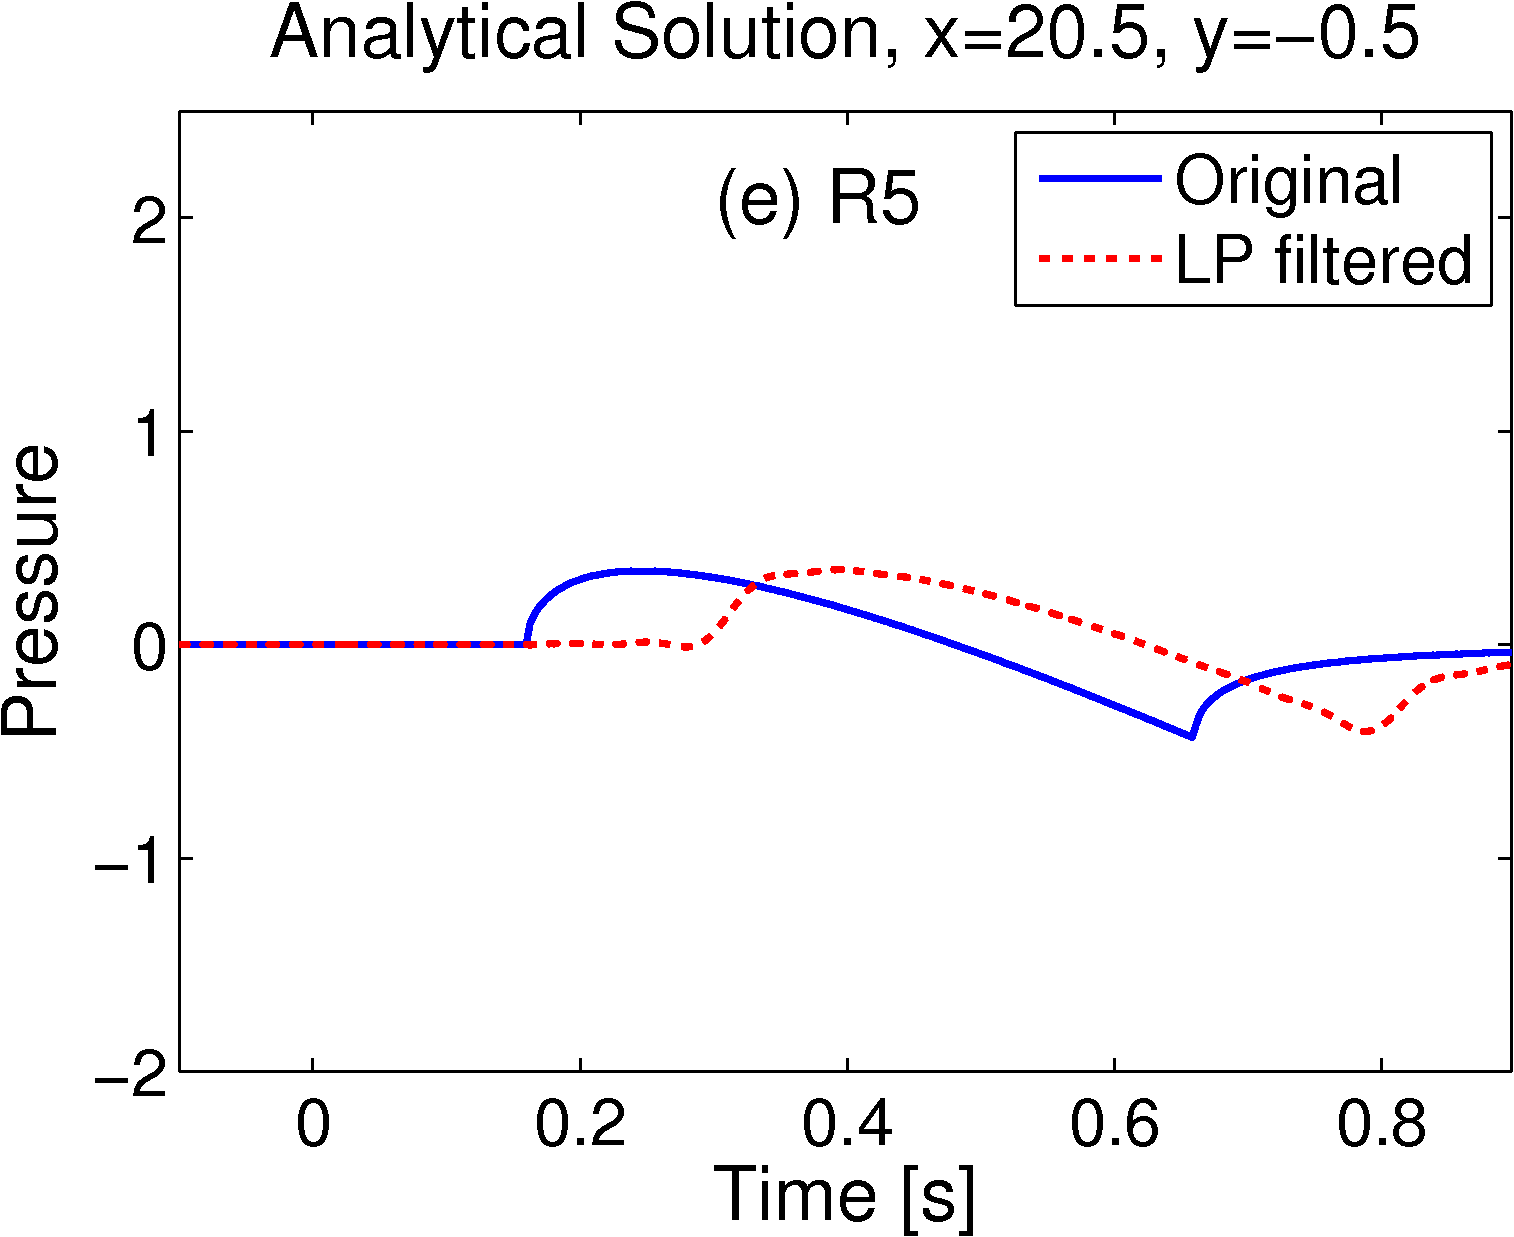 Analytical Solution, x=20.5, y=−0.5
(e) R5
Original
LP filtered
Pressure
2
1
0
−1
−2
0 0.2 0.4 0.6 0.8
Time [s]